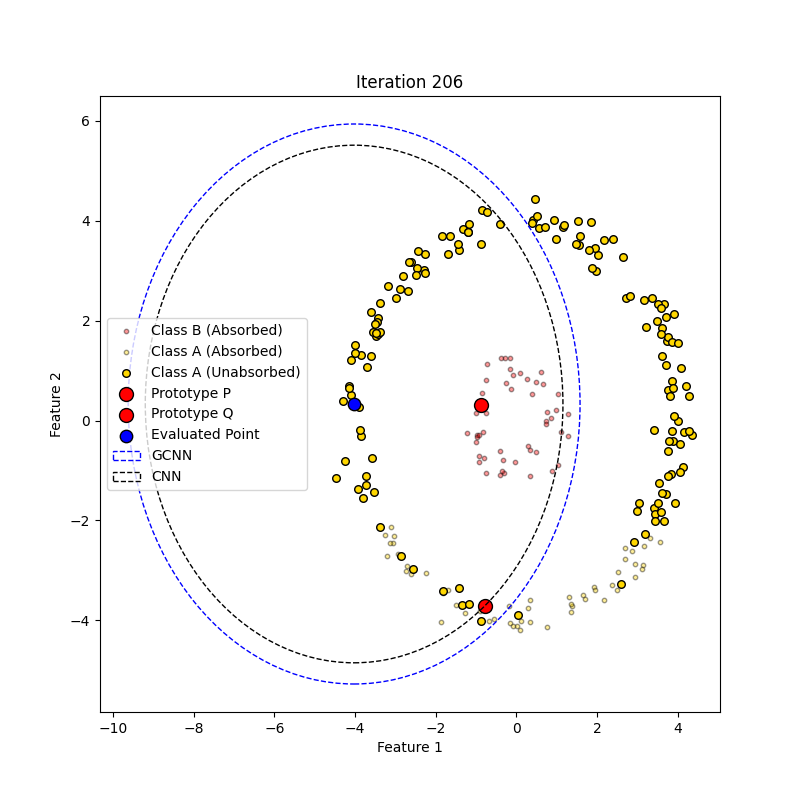 Iteration 206
6
4
2
0
−2
−4
Feature 2
Class B (Absorbed)
Class A (Absorbed)
Class A (Unabsorbed)
Prototype P
Prototype Q
Evaluated Point
GCNN
CNN
−10
−8
−6
−4
−2
0
2
4
Feature 1